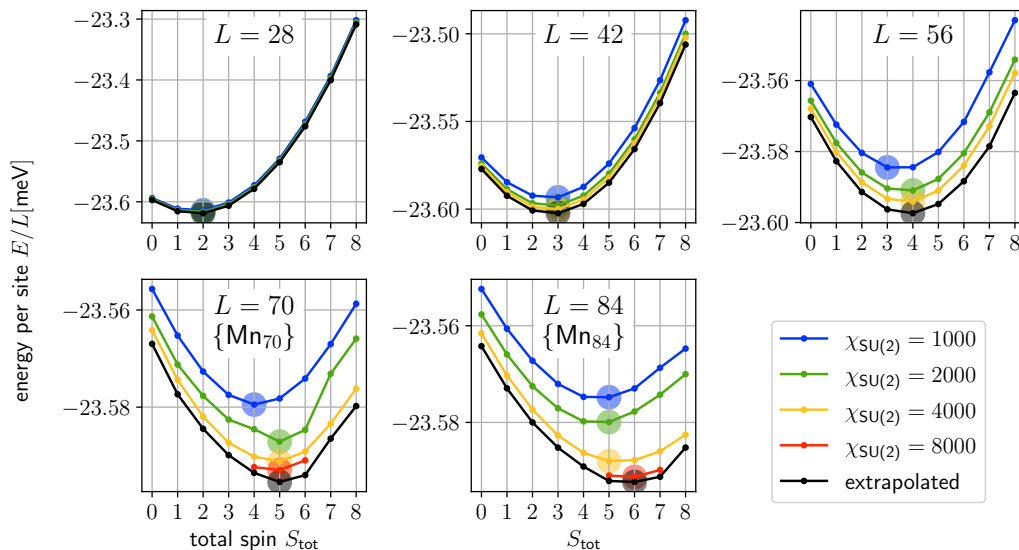 energy per site E/L[meV]
L = 28
−23.3
−23.4
−23.5
−23.6
0 1 2 3 4 5 6 7 8
L = 42
−23.50
−23.55
−23.60
0 1 2 3 4 5 6 7 8
L = 56
−23.56
−23.58
−23.60
0 1 2 3 4 5 6 7 8
L = 70
{Mn₇₀}
−23.56
−23.58
0 1 2 3 4 5 6 7 8
total spin Sₜₒₜ
L = 84
{Mn₈₄}
−23.56
−23.58
0 1 2 3 4 5 6 7 8
Sₜₒₜ
χSU(2) = 1000
χSU(2) = 2000
χSU(2) = 4000
χSU(2) = 8000
extrapolated